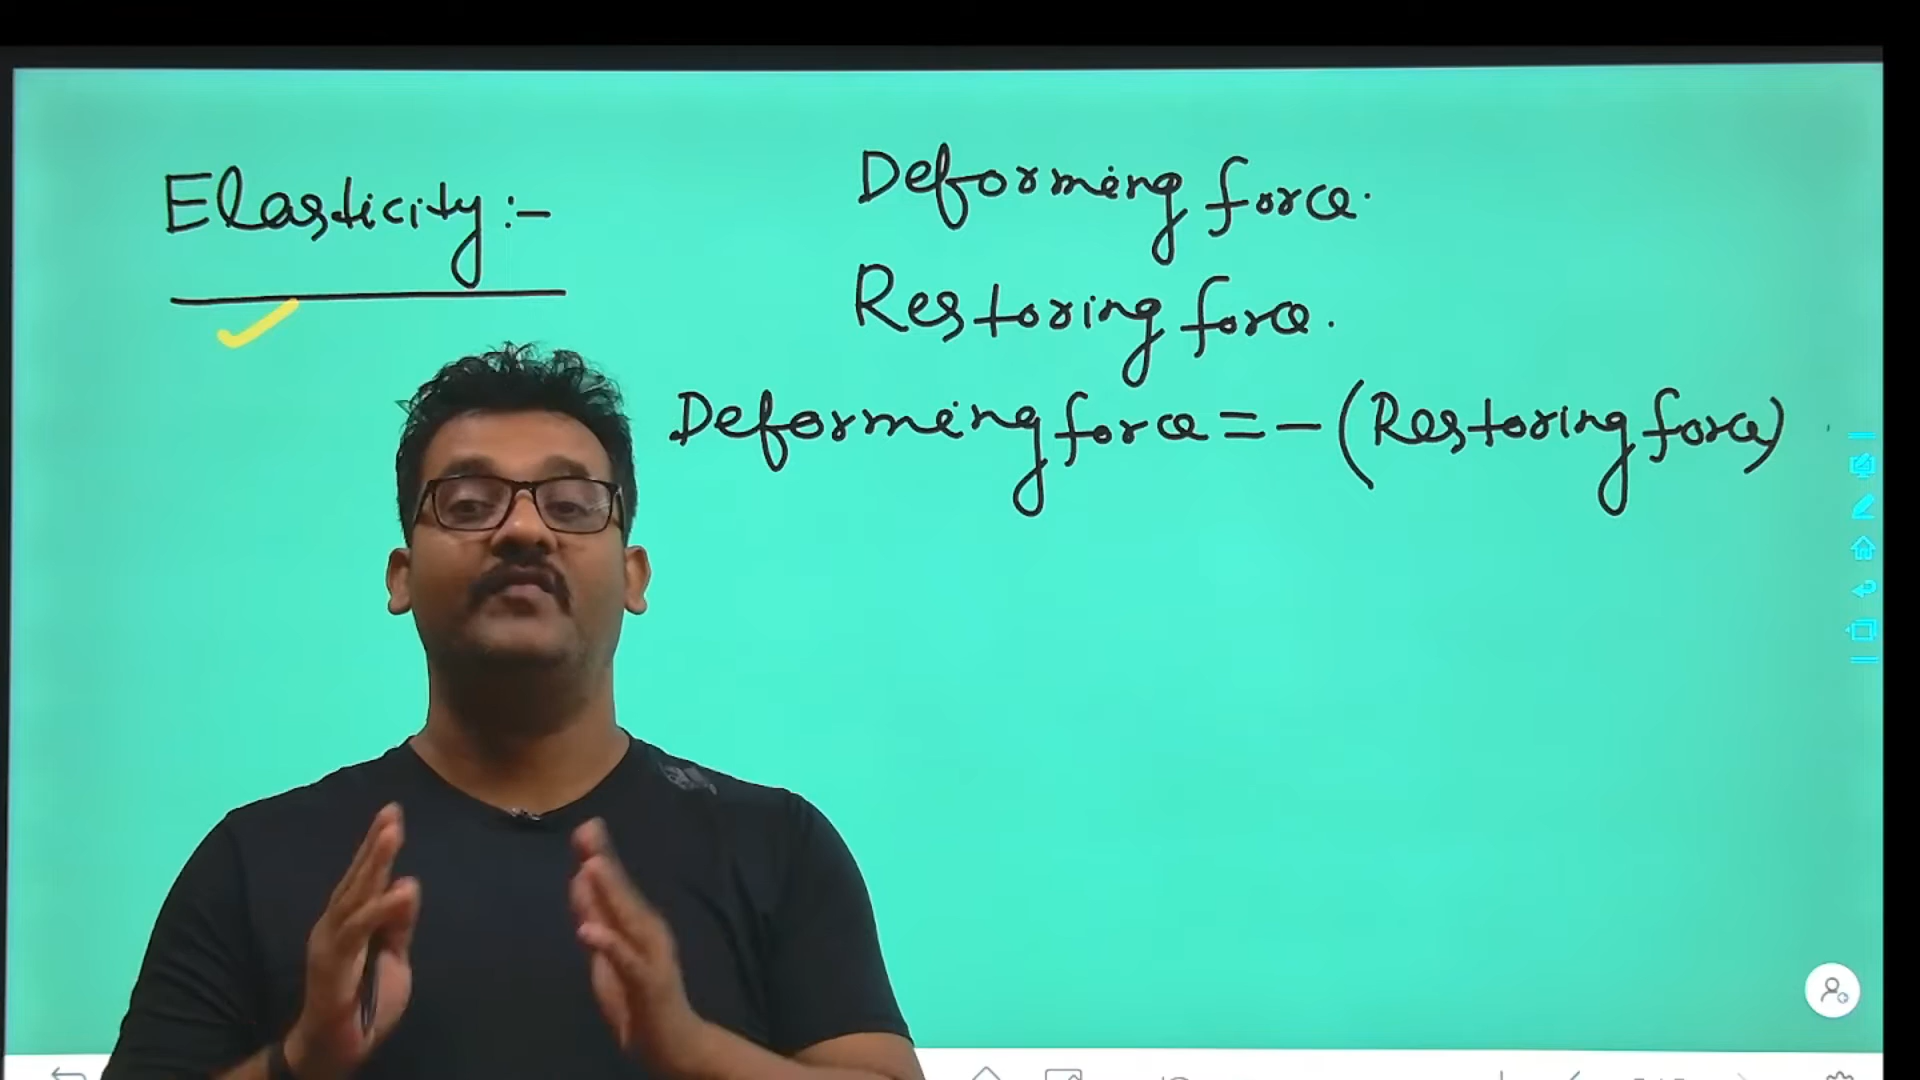 Elasticity :-
Deforming force.
Restoring force.
Deforming force = - (Restoring force)